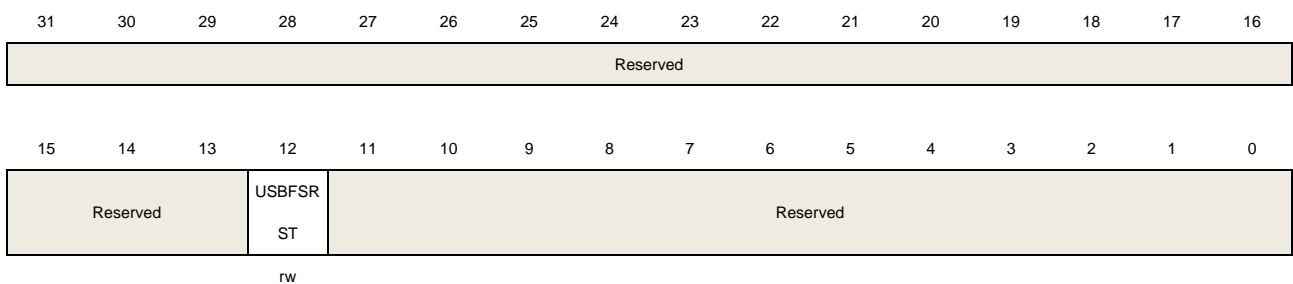 31 30 29 28 27 26 25 24 23 22 21 20 19 18 17 16
Reserved
15 14 13 12 11 10 9 8 7 6 5 4 3 2 1 0
Reserved
USBFSR
ST
Reserved
rw